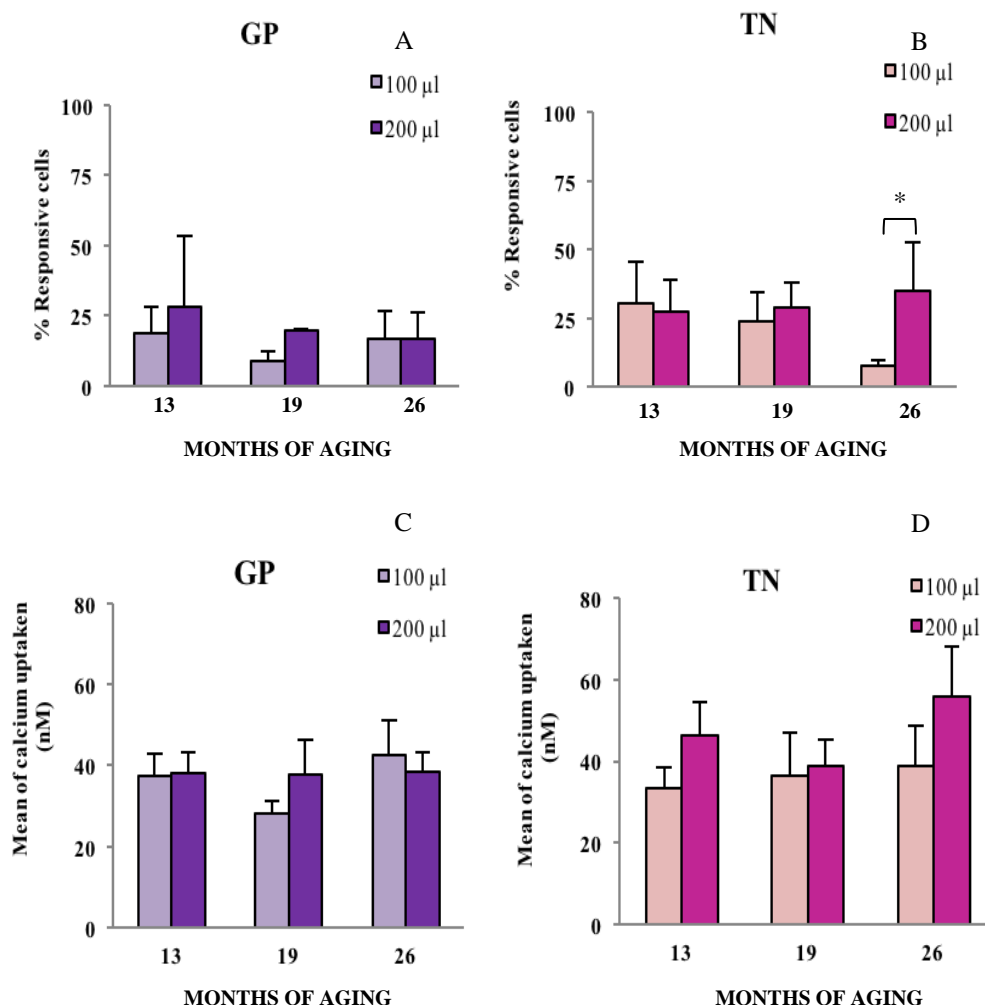 GP
A
100 µl
200 µl
100
75
50
25
0
% Responsive cells
13 19 26
MONTHS OF AGING
TN
B
100 µl
200 µl
100
75
50
25
0
% Responsive cells
*
13 19 26
MONTHS OF AGING
C
GP
100 µl
200 µl
80
60
40
20
0
Mean of calcium uptaken
(nM)
13 19 26
MONTHS OF AGING
D
TN
100 µl
200 µl
80
60
40
20
0
Mean of calcium uptaken
(nM)
13 19 26
MONTHS OF AGING